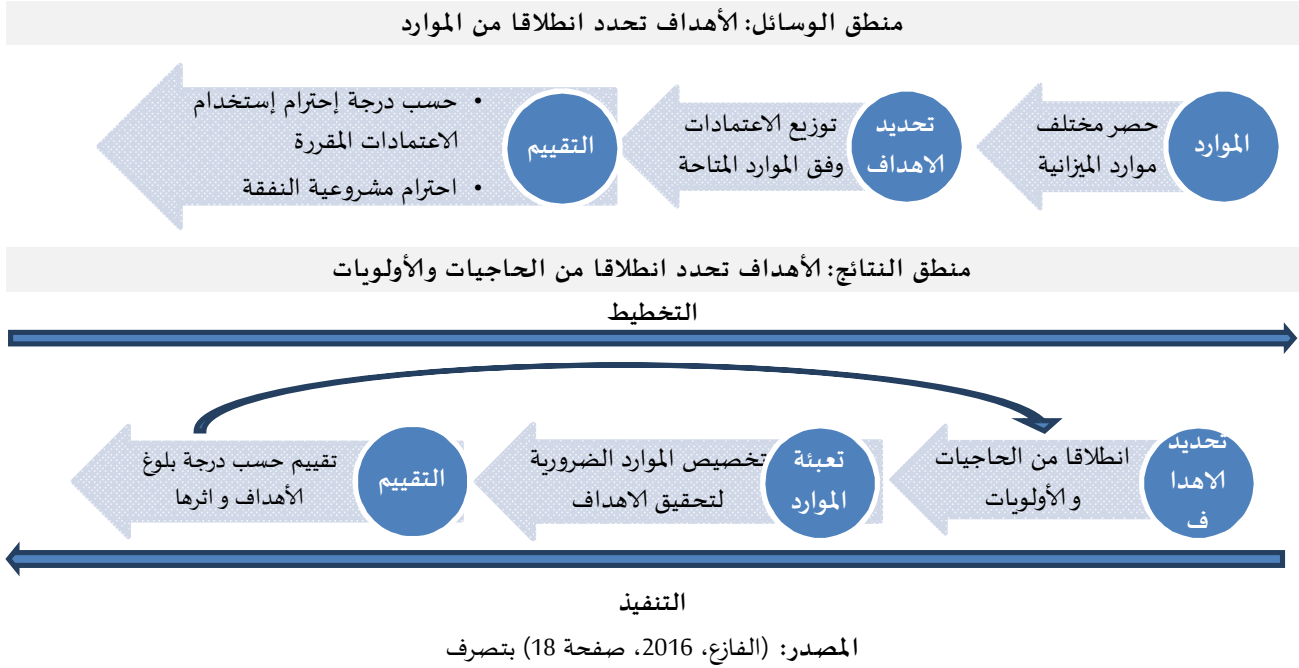 منطق الوسائل: الأهداف تحدد انطلاقا من الموارد
الموارد
حصر مختلف
موارد الميزانية
تحديد
الاهداف
توزيع الاعتمادات
وفق الموارد المتاحة
التقييم
• حسب درجة إحترام إستخدام
الاعتمادات المقررة
• احترام مشروعية النفقة
منطق النتائج: الأهداف تحدد انطلاقا من الحاجيات والأولويات
التخطيط
تحديد
الاهدا
ف
انطلاقا من الحاجيات
و الأولويات
تعبئة
الموارد
تخصيص الموارد الضرورية
لتحقيق الاهداف
التقييم
تقييم حسب درجة بلوغ
الأهداف و اثرها
التنفيذ
المصدر: (الفازع، 2016، صفحة 18) بتصرف